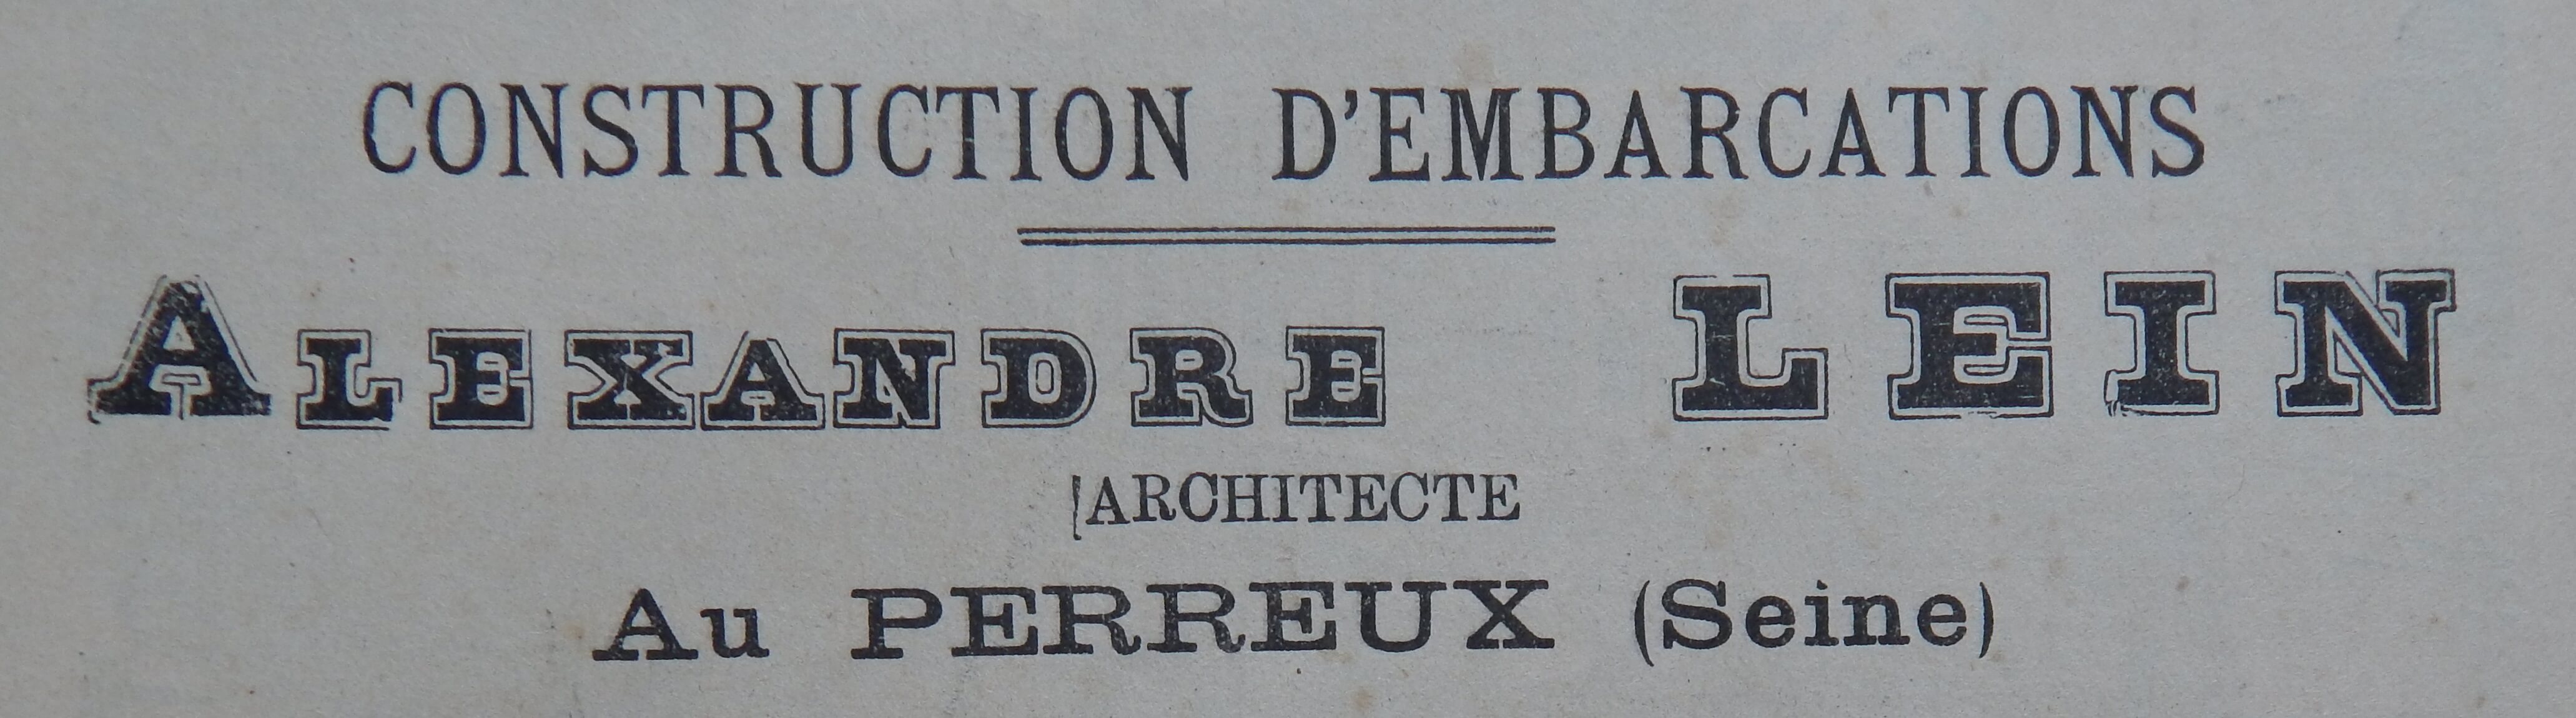 CONSTRUCTION D'EMBARCATIONS
ALEXANDRE LEIN
ARCHITECTE
Au PERREUX (Seine)